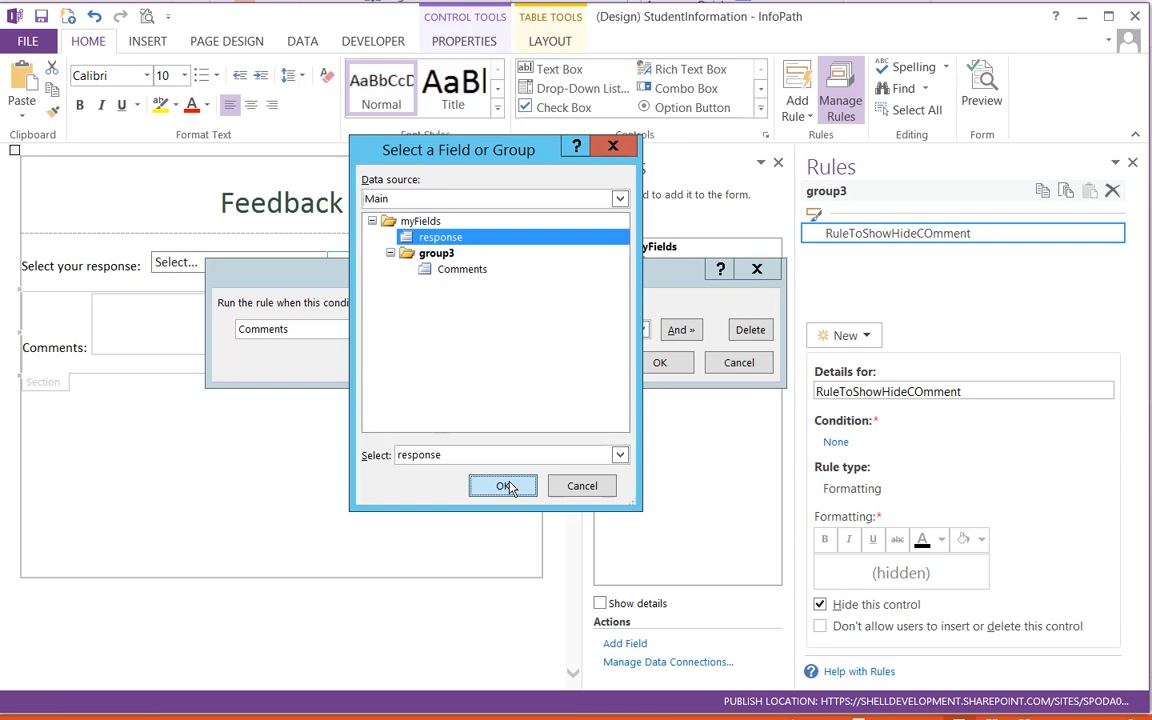 CONTROL TOOLS
TABLE TOOLS
(Design) StudentInformation - InfoPath
FILE
HOME
INSERT
PAGE DESIGN
DATA
DEVELOPER
PROPERTIES
LAYOUT
Paste
Calibri
10
B I U
AaBbCcD
Normal
AaBl
Title
Text Box
Drop-Down List...
Check Box
Rich Text Box
Combo Box
Option Button
Add
Rule
Manage
Rules
Spelling
Find
Select All
Preview
Clipboard
Format Text
Font Styles
Controls
Rules
Editing
Form
Select a Field or Group
Data source:
Main
myFields
response
group3
Comments
Select: response
OK
Cancel
Feedback
Select your response:
Select...
Comments:
Section
Run the rule when this condi
Comments
And »
Delete
OK
Cancel
nd to add it to the form.
yFields
Show details
Actions
Add Field
Manage Data Connections...
Rules
group3
RuleToShowHideCOmment
New
Details for:
RuleToShowHideCOmment
Condition:*
None
Rule type:
Formatting
Formatting:*
B I U abc A
(hidden)
Hide this control
Don't allow users to insert or delete this control
Help with Rules
PUBLISH LOCATION: HTTPS://SHELLDEVELOPMENT.SHAREPOINT.COM/SITES/SPODA0...